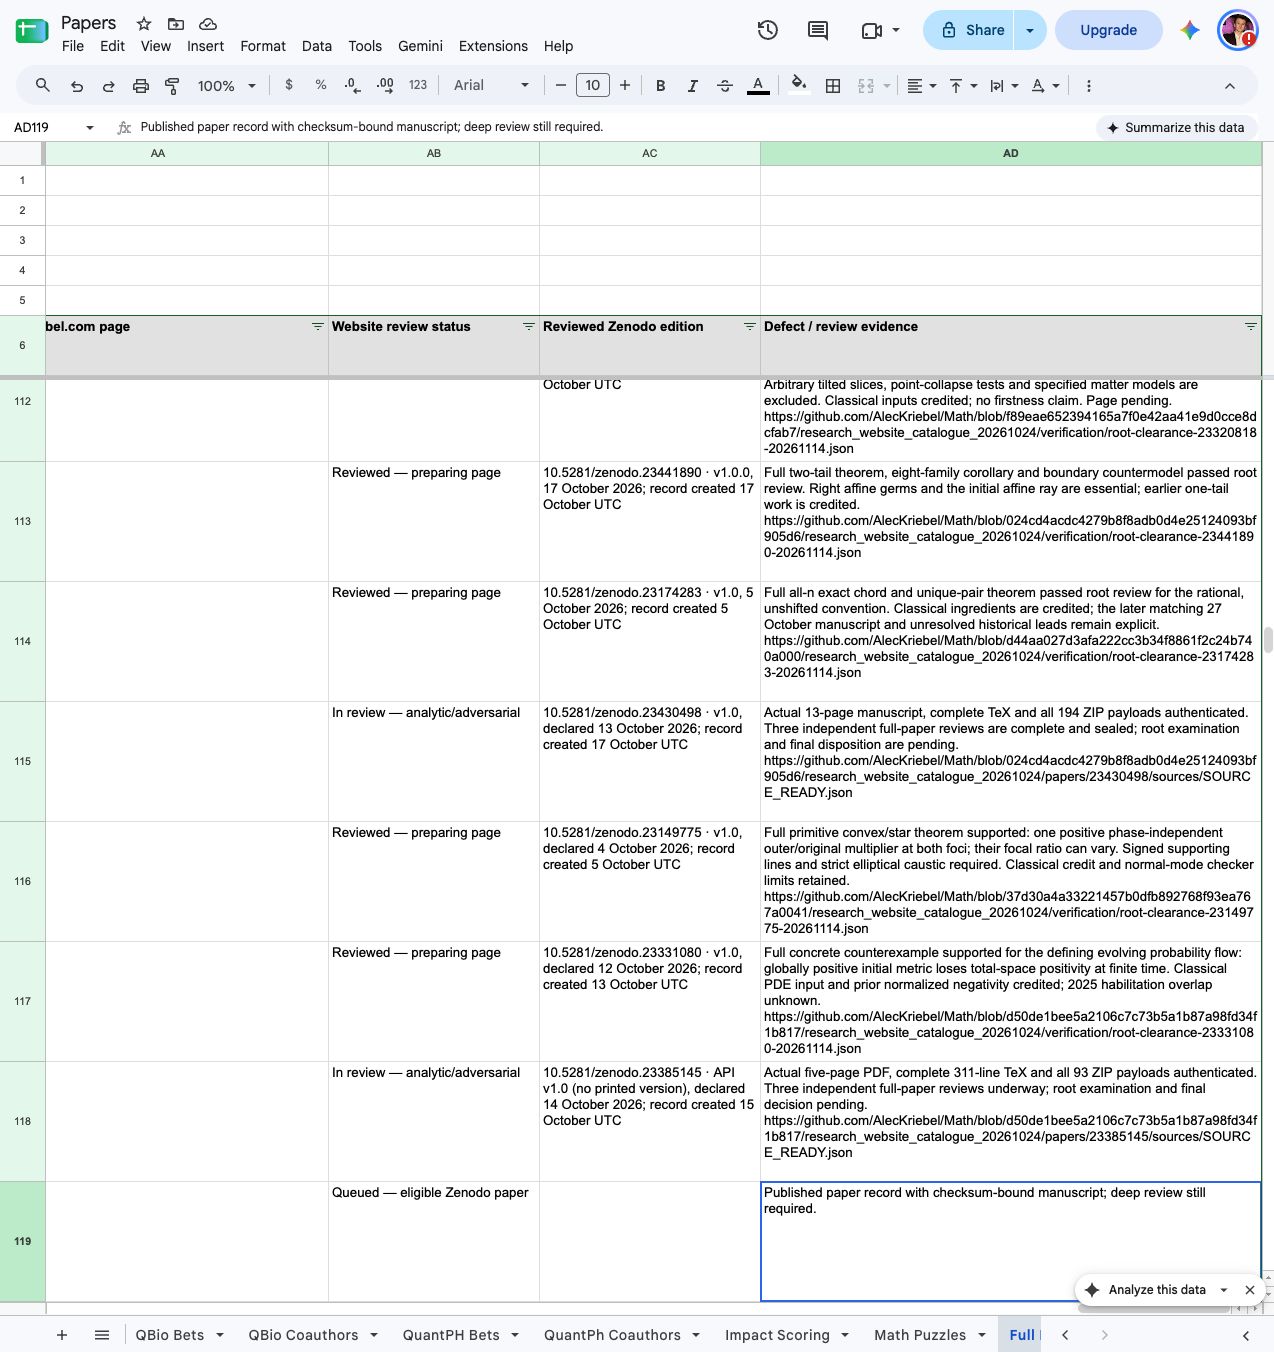 Papers
File Edit View Insert Format Data Tools Gemini Extensions Help
Share
Upgrade
100%
$ % .0 .00 123
Arial
10
B I A
AD119
fx Published paper record with checksum-bound manuscript; deep review still required.
Summarize this data
AA AB AC AD
1
2
3
4
5
6
bel.com page
Website review status
Reviewed Zenodo edition
Defect / review evidence
112
October UTC
Arbitrary tilted slices, point-collapse tests and specified matter models are
excluded. Classical inputs credited; no firstness claim. Page pending.
https://github.com/AlecKriebel/Math/blob/f89eae652394165a7f0e42aa41e9d0cce8d
cfab7/research_website_catalogue_20261024/verification/root-clearance-23320818
-20261114.json
113
Reviewed — preparing page
10.5281/zenodo.23441890 · v1.0.0,
17 October 2026; record created 17
October UTC
Full two-tail theorem, eight-family corollary and boundary countermodel passed root
review. Right affine germs and the initial affine ray are essential; earlier one-tail
work is credited.
https://github.com/AlecKriebel/Math/blob/024cd4acdc4279b8f8adb0d4e25124093bf
905d6/research_website_catalogue_20261024/verification/root-clearance-2344189
0-20261114.json
114
Reviewed — preparing page
10.5281/zenodo.23174283 · v1.0, 5
October 2026; record created 5
October UTC
Full all-n exact chord and unique-pair theorem passed root review for the rational,
unshifted convention. Classical ingredients are credited; the later matching 27
October manuscript and unresolved historical leads remain explicit.
https://github.com/AlecKriebel/Math/blob/d44aa027d3afa222cc3b34f8861f2c24b74
0a000/research_website_catalogue_20261024/verification/root-clearance-2317428
3-20261114.json
115
In review — analytic/adversarial
10.5281/zenodo.23430498 · v1.0,
declared 13 October 2026; record
created 17 October UTC
Actual 13-page manuscript, complete TeX and all 194 ZIP payloads authenticated.
Three independent full-paper reviews are complete and sealed; root examination
and final disposition are pending.
https://github.com/AlecKriebel/Math/blob/024cd4acdc4279b8f8adb0d4e25124093bf
905d6/research_website_catalogue_20261024/papers/23430498/sources/SOURC
E_READY.json
116
Reviewed — preparing page
10.5281/zenodo.23149775 · v1.0,
declared 4 October 2026; record
created 5 October UTC
Full primitive convex/star theorem supported: one positive phase-independent
outer/original multiplier at both foci; their focal ratio can vary. Signed supporting
lines and strict elliptical caustic required. Classical credit and normal-mode checker
limits retained.
https://github.com/AlecKriebel/Math/blob/37d30a4a33221457b0dfb892768f93ea76
7a0041/research_website_catalogue_20261024/verification/root-clearance-231497
75-20261114.json
117
Reviewed — preparing page
10.5281/zenodo.23331080 · v1.0,
declared 12 October 2026; record
created 13 October UTC
Full concrete counterexample supported for the defining evolving probability flow:
globally positive initial metric loses total-space positivity at finite time. Classical
PDE input and prior normalized negativity credited; 2025 habilitation overlap
unknown.
https://github.com/AlecKriebel/Math/blob/d50de1bee5a2106c7c73b5a1b87a98fd34f
1b817/research_website_catalogue_20261024/verification/root-clearance-2333108
0-20261114.json
118
In review — analytic/adversarial
10.5281/zenodo.23385145 · API
v1.0 (no printed version), declared
14 October 2026; record created 15
October UTC
Actual five-page PDF, complete 311-line TeX and all 93 ZIP payloads authenticated.
Three independent full-paper reviews underway; root examination and final
decision pending.
https://github.com/AlecKriebel/Math/blob/d50de1bee5a2106c7c73b5a1b87a98fd34f
1b817/research_website_catalogue_20261024/papers/23385145/sources/SOURC
E_READY.json
119
Queued — eligible Zenodo paper
Published paper record with checksum-bound manuscript; deep review still
required.
Analyze this data
QBio Bets
QBio Coauthors
QuantPH Bets
QuantPh Coauthors
Impact Scoring
Math Puzzles
Full